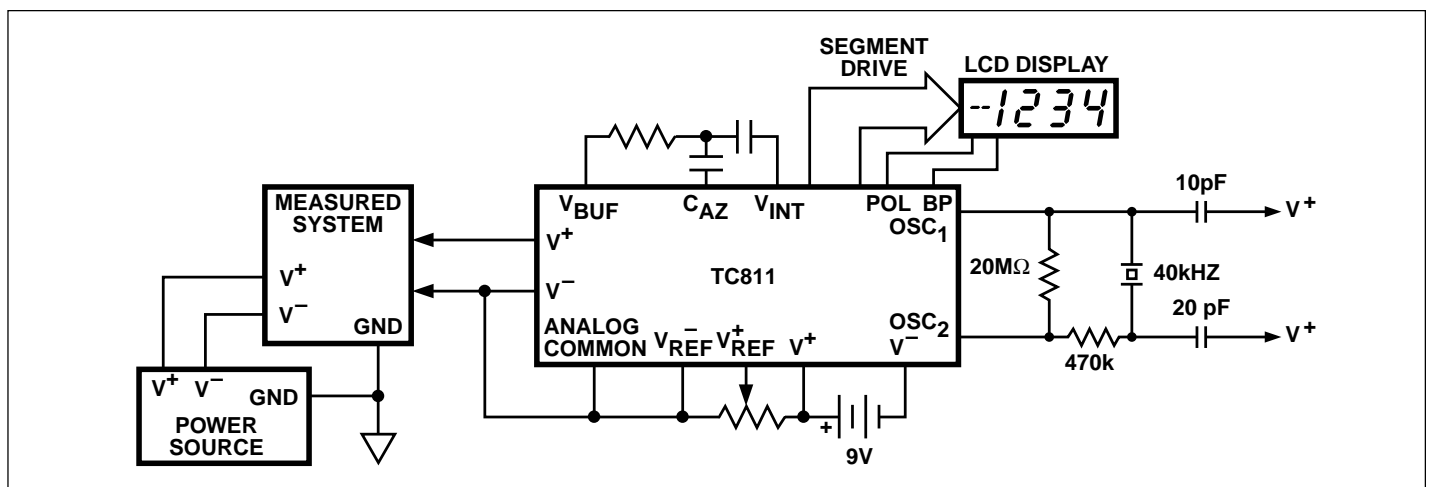 SEGMENT
DRIVE
LCD DISPLAY
--1234
MEASURED
SYSTEM
V+
V−
GND
V+
V−
GND
POWER
SOURCE
VBUF
CAZ
VINT
POL BP
OSC1
V+
TC811
V−
ANALOG
COMMON
V−REF
V+REF
V+
OSC2
V−
+
9V
20MΩ
40kHZ
10pF
V+
20 pF
V+
470k